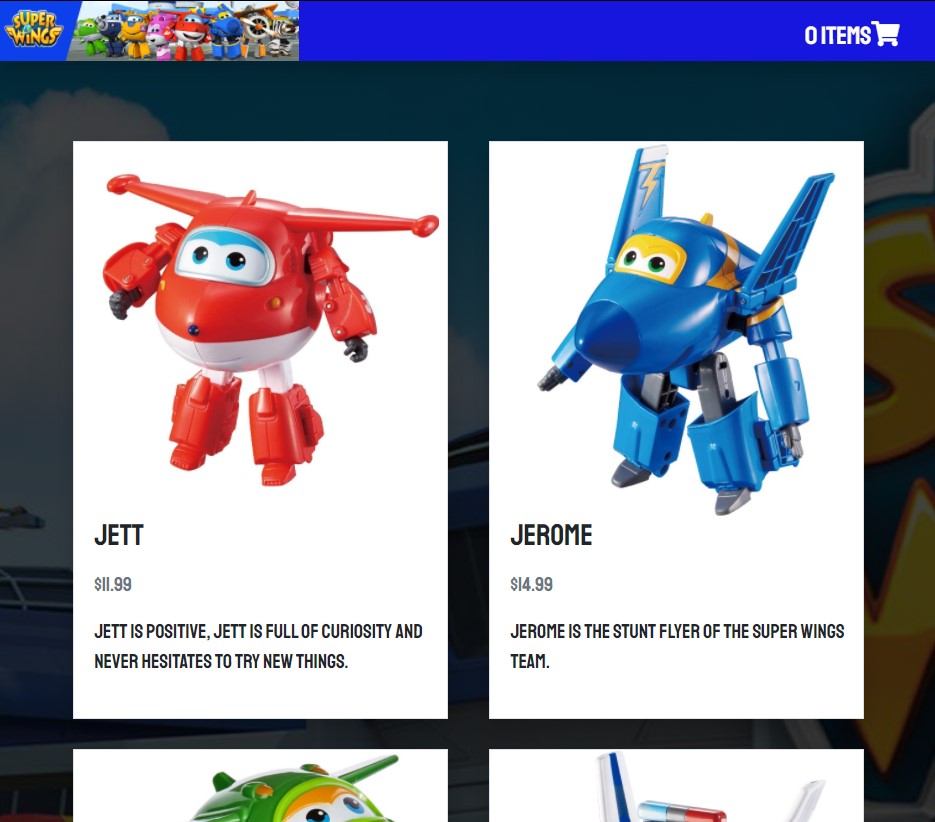 SUPER
WINGS
0 ITEMS
JETT
$11.99
JETT IS POSITIVE, JETT IS FULL OF CURIOSITY AND
NEVER HESITATES TO TRY NEW THINGS.
JEROME
$14.99
JEROME IS THE STUNT FLYER OF THE SUPER WINGS
TEAM.